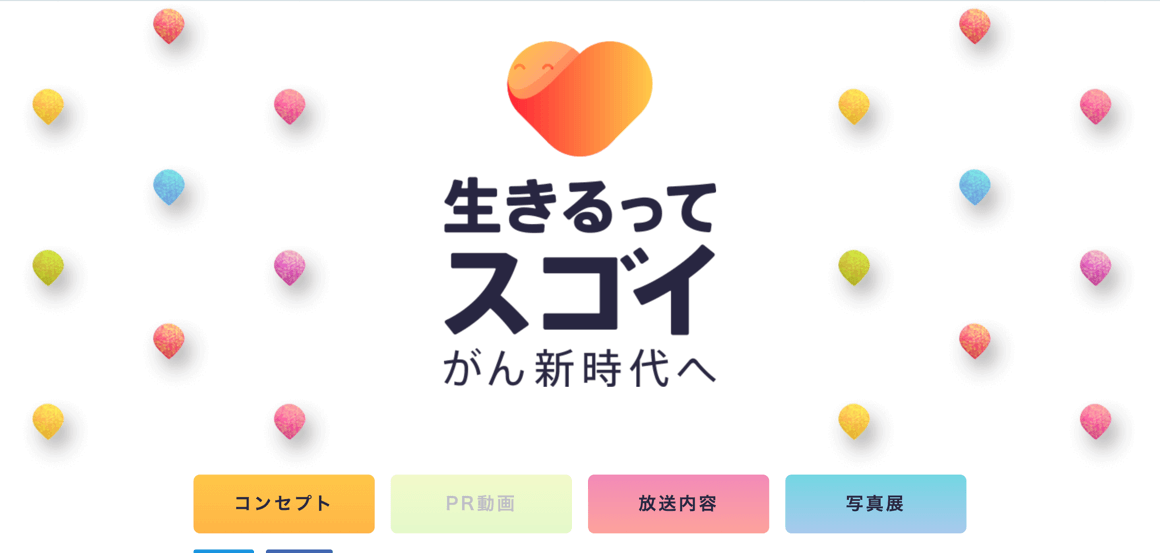 生きるって
スゴイ
がん新時代へ
コンセプト
PR動画
放送内容
写真展